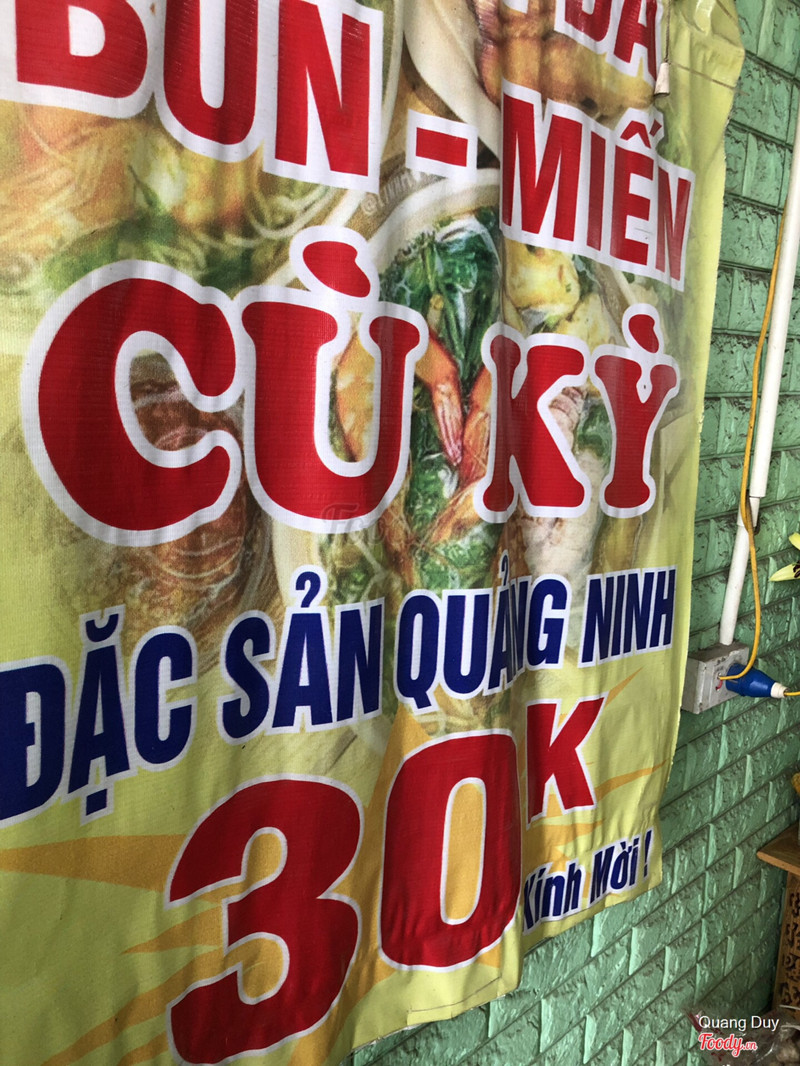 BÚN - MIẾN
CÙ KỲ
ĐẶC SẢN QUẢNG NINH
30K
Kính Mời !
Quang Duy
Foody.vn